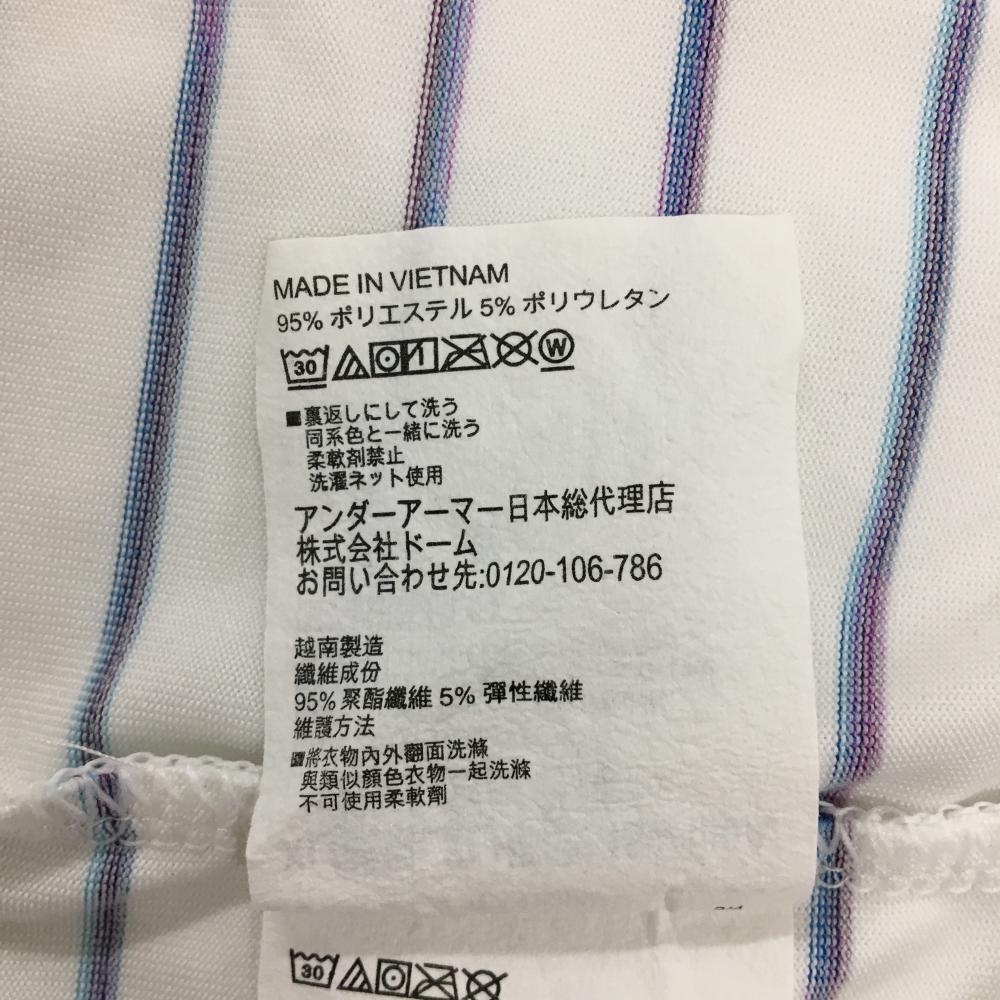 MADE IN VIETNAM
95% ポリエステル 5% ポリウレタン
30 W
■裏返しにして洗う
同系色と一緒に洗う
柔軟剤禁止
洗濯ネット使用
アンダーアーマー日本総代理店
株式会社ドーム
お問い合わせ先:0120-106-786
越南製造
纖維成份
95% 聚酯纖維 5% 彈性纖維
維護方法
■將衣物內外翻面洗滌
與類似顏色衣物一起洗滌
不可使用柔軟劑
30